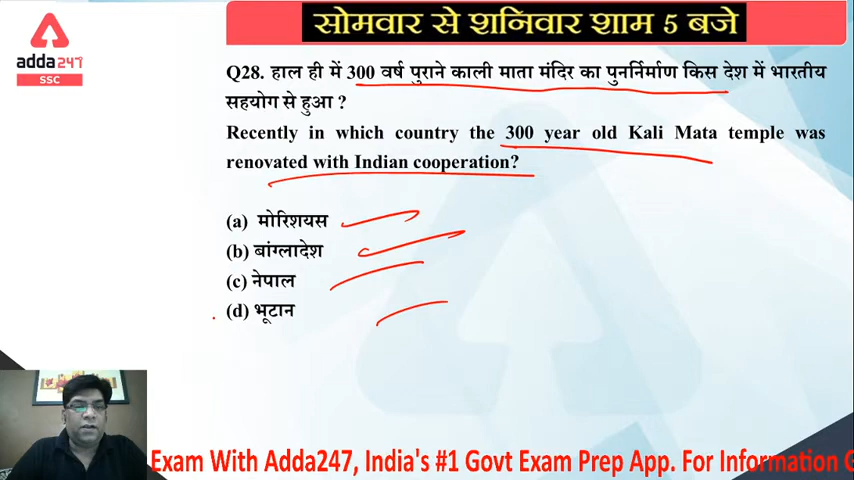 सोमवार से शनिवार शाम 5 बजे
adda247
SSC
Q28. हाल ही में 300 वर्ष पुराने काली माता मंदिर का पुनर्निर्माण किस देश में भारतीय
सहयोग से हुआ ?
Recently in which country the 300 year old Kali Mata temple was
renovated with Indian cooperation?
(a) मोरिशयस
(b) बांग्लादेश
(c) नेपाल
(d) भूटान
Exam With Adda247, India's #1 Govt Exam Prep App. For Information